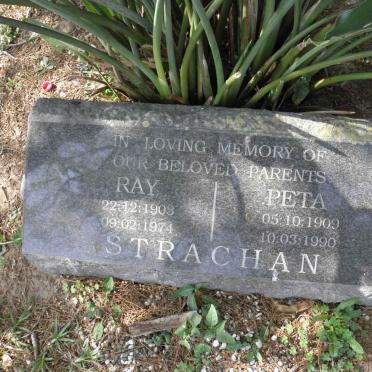 IN LOVING MEMORY OF
OUR BELOVED PARENTS
RAY PETA
22:12:1903 05:10:1909
09:02:1974 10:03:1990
STRACHAN